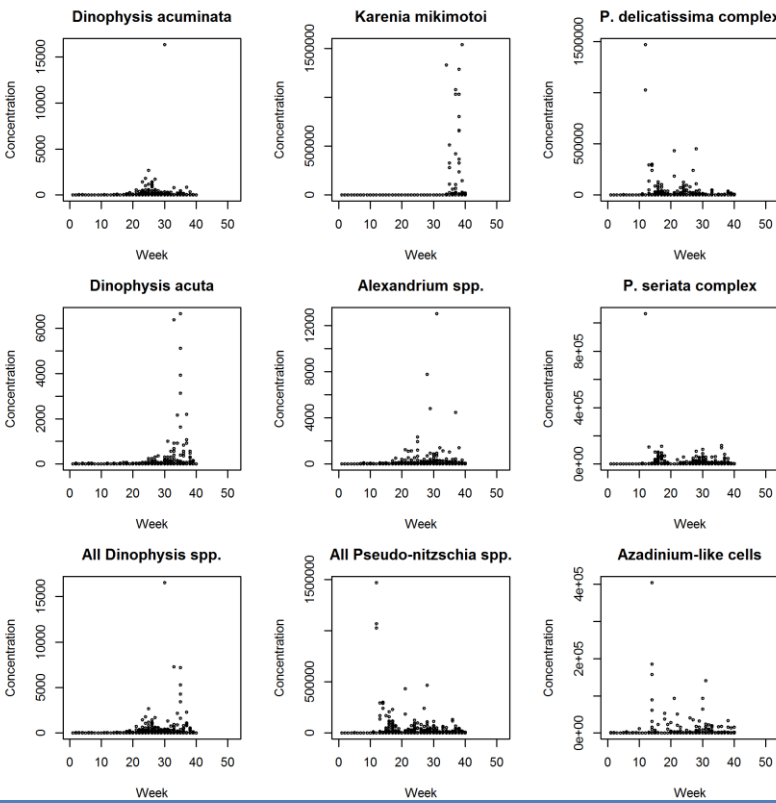 Dinophysis acuminata
Concentration
0 5000 10000 15000
0 10 20 30 40 50
Week
Karenia mikimotoi
Concentration
0 500000 1500000
0 10 20 30 40 50
Week
P. delicatissima complex
Concentration
0 500000 1500000
0 10 20 30 40 50
Week
Dinophysis acuta
Concentration
0 2000 4000 6000
0 10 20 30 40 50
Week
Alexandrium spp.
Concentration
0 4000 8000 12000
0 10 20 30 40 50
Week
P. seriata complex
Concentration
0e+00 4e+05 8e+05
0 10 20 30 40 50
Week
All Dinophysis spp.
Concentration
0 5000 10000 15000
0 10 20 30 40 50
Week
All Pseudo-nitzschia spp.
Concentration
0 500000 1500000
0 10 20 30 40 50
Week
Azadinium-like cells
Concentration
0e+00 2e+05 4e+05
0 10 20 30 40 50
Week